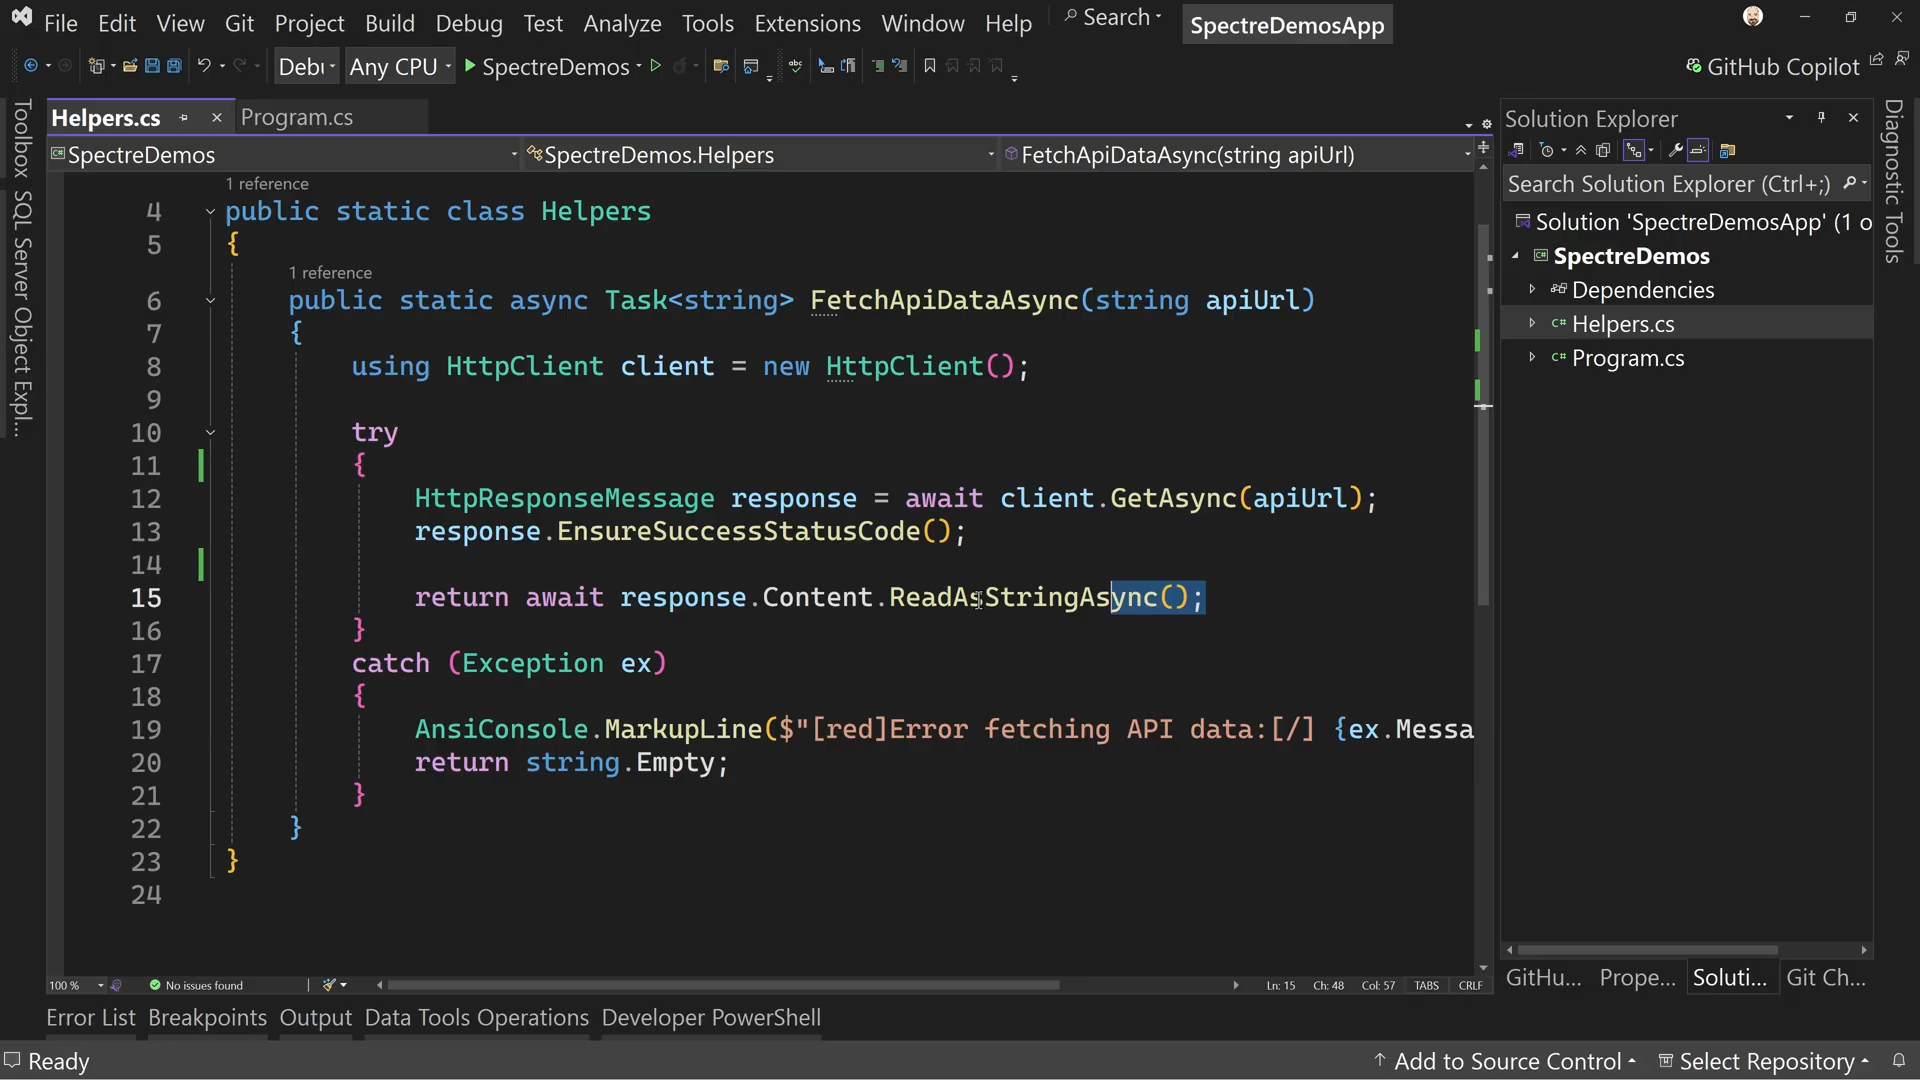 File Edit View Git Project Build Debug Test Analyze Tools Extensions Window Help Search SpectreDemosApp
Debu Any CPU SpectreDemos GitHub Copilot
Toolbox
SQL Server Object Expl...
Helpers.cs Program.cs
SpectreDemos SpectreDemos.Helpers FetchApiDataAsync(string apiUrl)
1 reference
4 public static class Helpers
5 {
1 reference
6 public static async Task<string> FetchApiDataAsync(string apiUrl)
7 {
8 using HttpClient client = new HttpClient();
9
10 try
11 {
12 HttpResponseMessage response = await client.GetAsync(apiUrl);
13 response.EnsureSuccessStatusCode();
14
15 return await response.Content.ReadAsStringAsync();
16 }
17 catch (Exception ex)
18 {
19 AnsiConsole.MarkupLine($"[red]Error fetching API data:[/] {ex.Messa
20 return string.Empty;
21 }
22 }
23 }
24
100 % No issues found Ln: 15 Ch: 48 Col: 57 TABS CRLF
Solution Explorer
Search Solution Explorer (Ctrl+;)
Solution 'SpectreDemosApp' (1 o
SpectreDemos
Dependencies
C# Helpers.cs
C# Program.cs
GitHu... Prope... Soluti... Git Ch...
Diagnostic Tools
Error List Breakpoints Output Data Tools Operations Developer PowerShell
Ready Add to Source Control Select Repository